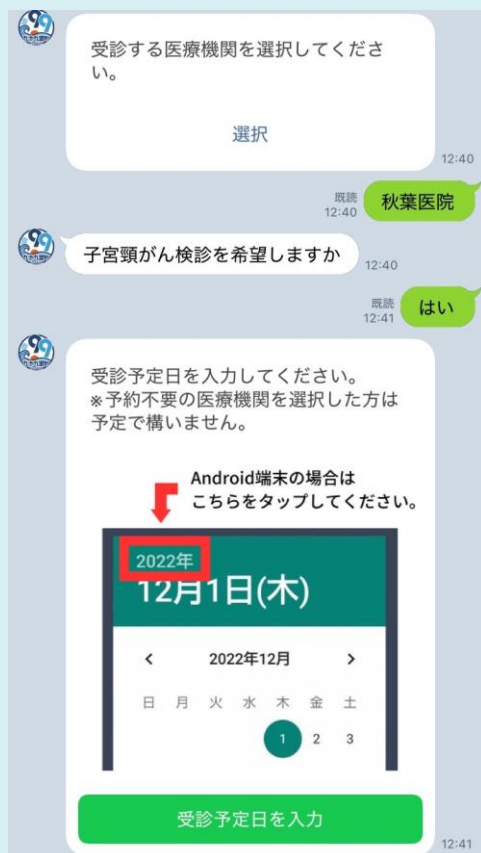 受診する医療機関を選択してくださ
い。
選択
12:40
既読
12:40
秋葉医院
子宮頸がん検診を希望しますか
12:40
既読
12:41
はい
受診予定日を入力してください。
※予約不要の医療機関を選択した方は
予定で構いません。
Android端末の場合は
こちらをタップしてください。
2022年
12月1日(木)
< 2022年12月 >
日 月 火 水 木 金 土
1 2 3
受診予定日を入力
12:41